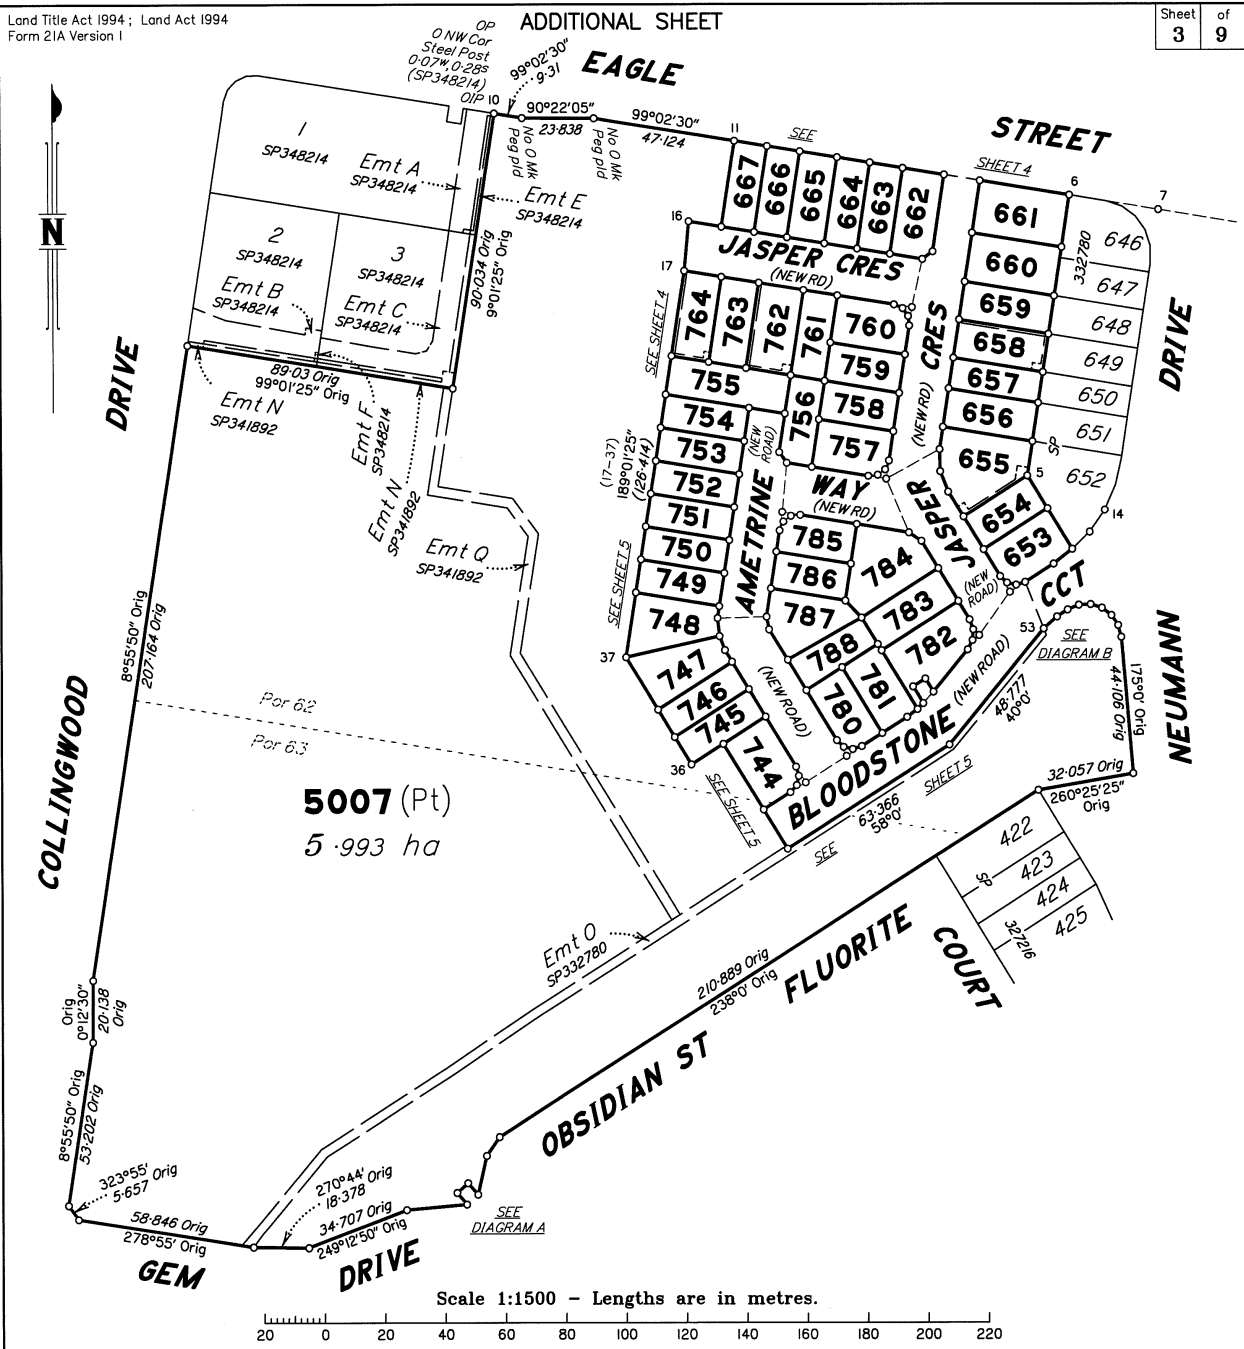 Land Title Act 1994 ; Land Act 1994
Form 21A Version 1
ADDITIONAL SHEET
Sheet of
3 9
OP
O NW Cor
Steel Post
0·07ᵂ,0·28ˢ
(SP348214)
OIP 10
99°02'30"
9·31
EAGLE
90°22'05"
23·838
No O Mk
Peg pld
No O Mk
Peg pld
99°02'30"
47·124
11
SEE
STREET
SHEET 4
6
7
1
SP348214
Emt A
SP348214
Emt E
SP348214
2
SP348214
3
SP348214
Emt B
SP348214
Emt C
SP348214
90·034 Orig
9°01'25" Orig
N
667
666
665
664
663
662
661
660
659
658
657
656
655
654
653
332780
SP
646
647
648
649
650
651
652
5
14
16
JASPER CRES
(NEW RD)
17
764
763
762
761
760
759
758
757
756
755
754
753
752
751
750
749
748
747
746
745
744
SEE SHEET 4
CRES
(NEW RD)
JASPER
(NEW
ROAD)
DRIVE
DRIVE
89·03 Orig
99°01'25" Orig
Emt N
SP341892
Emt F
SP348214
Emt N
SP341892
Emt Q
SP341892
(17-37)
189°01'25"
(126·414)
SEE SHEET 5
(NEW
ROAD)
AMETRINE
WAY
(NEW RD)
785
786
787
784
783
782
788
781
780
(NEW ROAD)
CCT
53
SEE
DIAGRAM B
8°55'50" Orig
207·164 Orig
37
36
SEE SHEET 5
BLOODSTONE
(NEW ROAD)
48·777
40°0'
175°0' Orig
44·106 Orig
NEUMANN
COLLINGWOOD
Por 62
Por 63
5007 (Pt)
5 ·993 ha
63·366
58°0'
SEE
SHEET 5
32·057 Orig
260°25'25"
Orig
422
423
424
425
SP
327216
Emt O
SP332780
210·889 Orig
238°0' Orig
FLUORITE
COURT
Orig
0°12'30"
20·138
Orig
8°55'50" Orig
53·202 Orig
OBSIDIAN ST
323°55'
5·657 Orig
58·846 Orig
278°55' Orig
270°44' Orig
18·378
34·707 Orig
249°12'50" Orig
SEE
DIAGRAM A
GEM
DRIVE
Scale 1:1500 – Lengths are in metres.
20 0 20 40 60 80 100 120 140 160 180 200 220